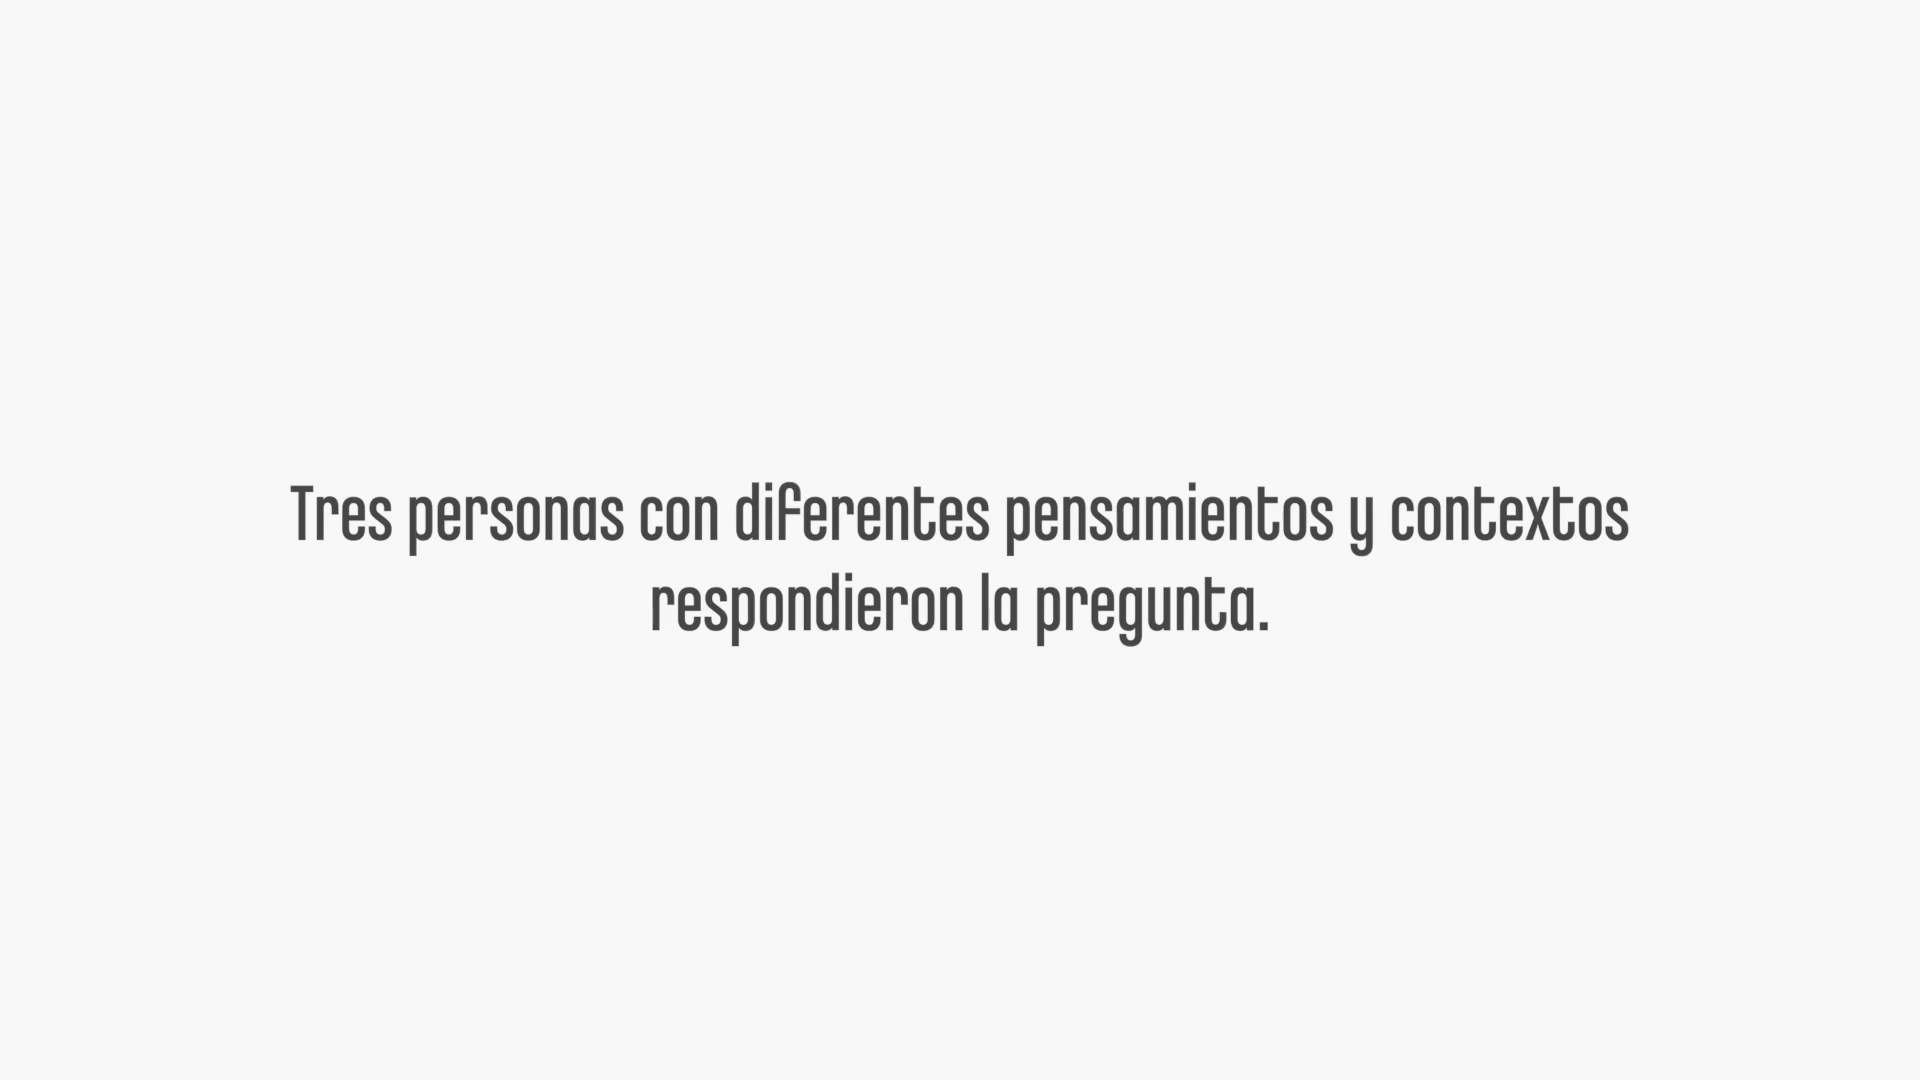 Tres personas con diferentes pensamientos y contextos
respondieron la pregunta.